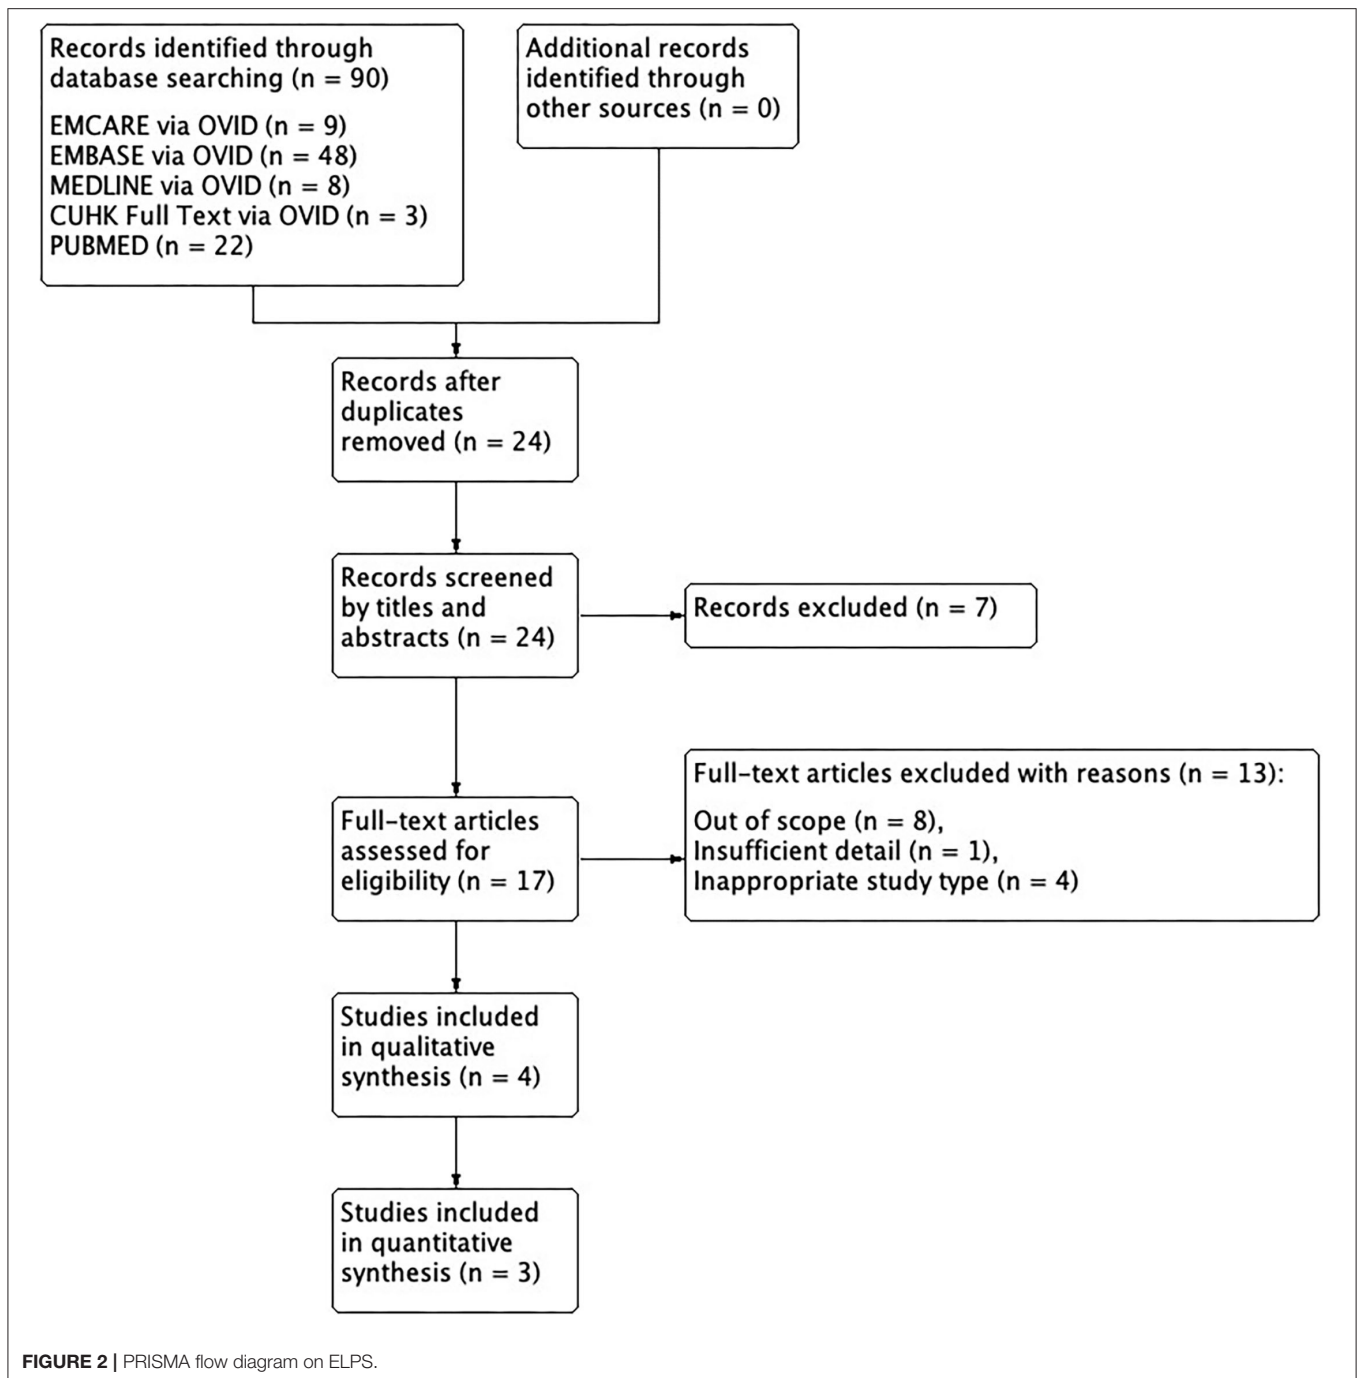 Records identified through
database searching (n = 90)
EMCARE via OVID (n = 9)
EMBASE via OVID (n = 48)
MEDLINE via OVID (n = 8)
CUHK Full Text via OVID (n = 3)
PUBMED (n = 22)
Additional records
identified through
other sources (n = 0)
Records after
duplicates
removed (n = 24)
Records screened
by titles and
abstracts (n = 24)
Records excluded (n = 7)
Full-text articles
assessed for
eligibility (n = 17)
Full-text articles excluded with reasons (n = 13):
Out of scope (n = 8),
Insufficient detail (n = 1),
Inappropriate study type (n = 4)
Studies included
in qualitative
synthesis (n = 4)
Studies included
in quantitative
synthesis (n = 3)
FIGURE 2 | PRISMA flow diagram on ELPS.